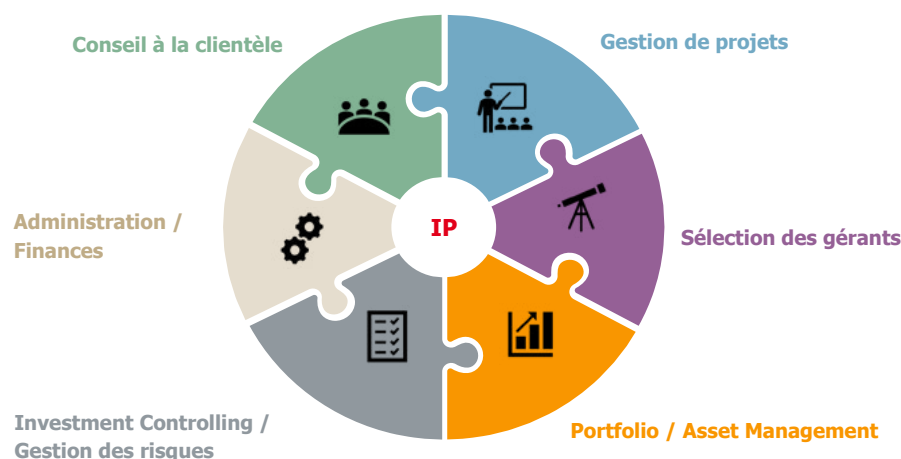 Conseil à la clientèle
Gestion de projets
Administration /
Finances
IP
Sélection des gérants
Investment Controlling /
Gestion des risques
Portfolio / Asset Management